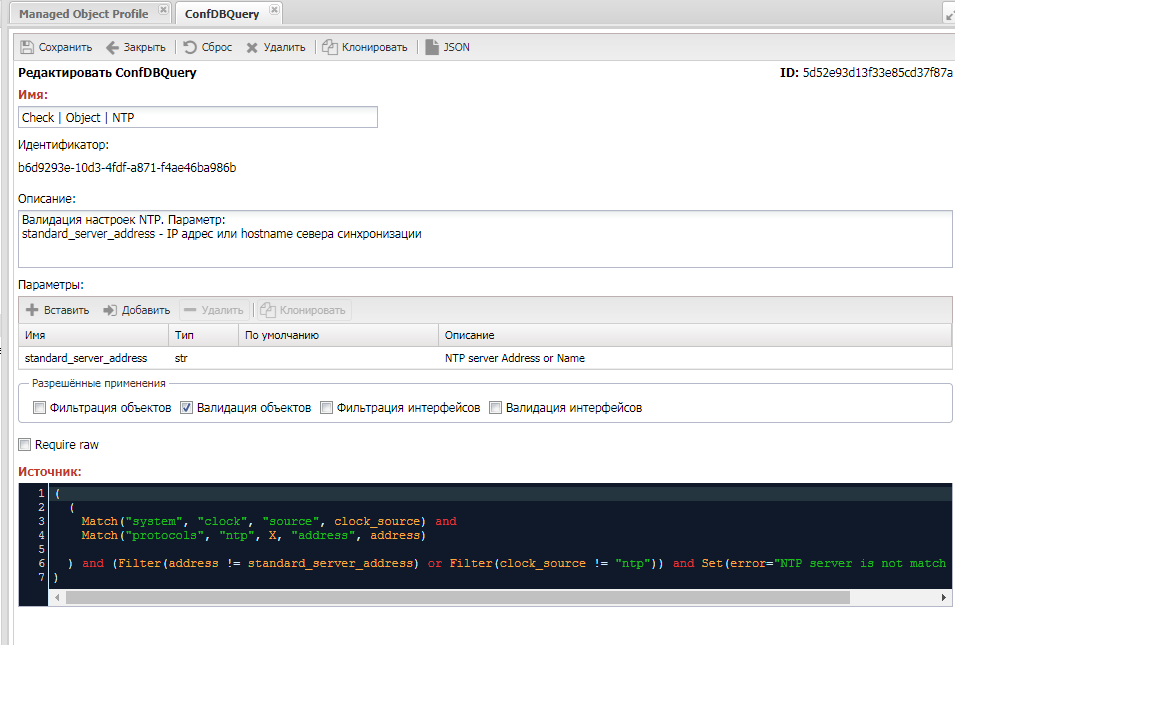 Managed Object Profile ConfDBQuery
Сохранить Закрыть Сброс Удалить Клонировать JSON
Редактировать ConfDBQuery ID: 5d52e93d13f33e85cd37f87a
Имя:
Check | Object | NTP
Идентификатор:
b6d9293e-10d3-4fdf-a871-f4ae46ba986b
Описание:
Валидация настроек NTP. Параметр:
standard_server_address - IP адрес или hostname севера синхронизации
Параметры:
Вставить Добавить Удалить Клонировать
Имя Тип По умолчанию Описание
standard_server_address str NTP server Address or Name
Разрешённые применения
Фильтрация объектов Валидация объектов Фильтрация интерфейсов Валидация интерфейсов
Require raw
Источник:
1 (
2 (
3 Match("system", "clock", "source", clock_source) and
4 Match("protocols", "ntp", X, "address", address)
5
6 ) and (Filter(address != standard_server_address) or Filter(clock_source != "ntp")) and Set(error="NTP server is not match
7 )